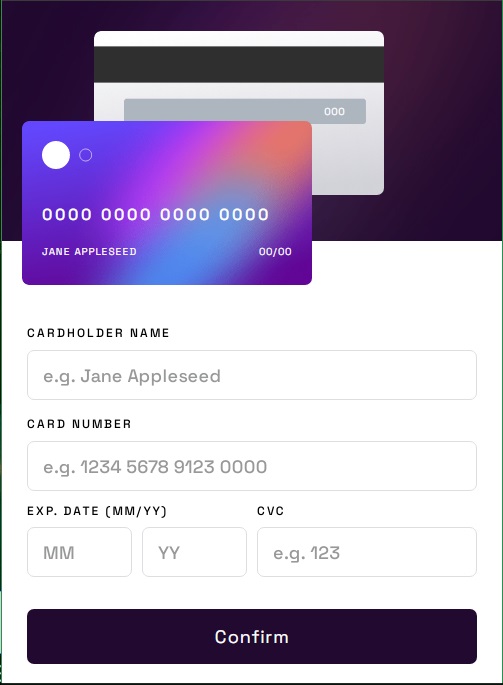 000
0000 0000 0000 0000
JANE APPLESEED 00/00
CARDHOLDER NAME
e.g. Jane Appleseed
CARD NUMBER
e.g. 1234 5678 9123 0000
EXP. DATE (MM/YY) CVC
MM YY e.g. 123
Confirm